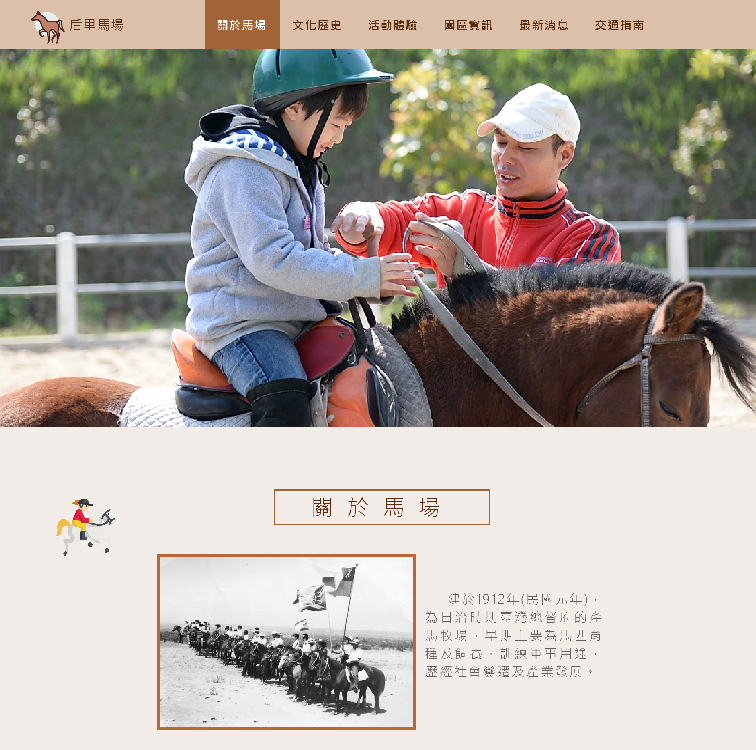 后里馬場
關於馬場
文化歷史
活動體驗
園區資訊
最新消息
交通指南
關於馬場
建於1912年(民國元年)，
為日治時期臺灣總督府的產
馬牧場，早期主要為馬匹育
種及飼養、訓練軍事用途，
歷經社會變遷及產業發展。